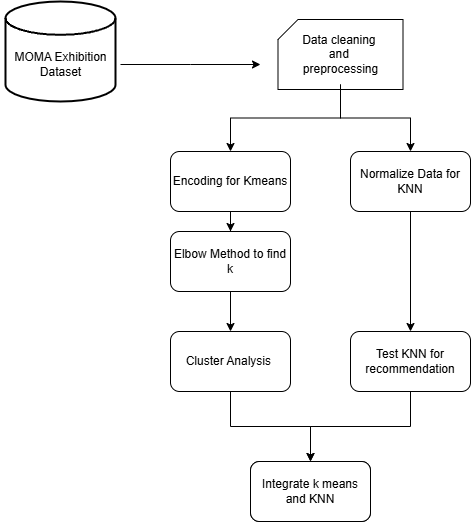 MOMA Exhibition
Dataset
Data cleaning
and
preprocessing
Encoding for Kmeans
Normalize Data for
KNN
Elbow Method to find
k
Cluster Analysis
Test KNN for
recommendation
Integrate k means
and KNN